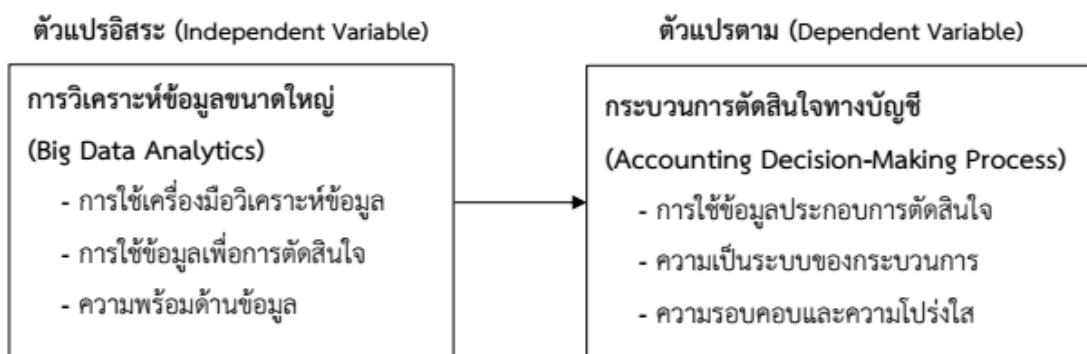 ตัวแปรอิสระ (Independent Variable)
การวิเคราะห์ข้อมูลขนาดใหญ่
(Big Data Analytics)
- การใช้เครื่องมือวิเคราะห์ข้อมูล
- การใช้ข้อมูลเพื่อการตัดสินใจ
- ความพร้อมด้านข้อมูล
ตัวแปรตาม (Dependent Variable)
กระบวนการตัดสินใจทางบัญชี
(Accounting Decision-Making Process)
- การใช้ข้อมูลประกอบการตัดสินใจ
- ความเป็นระบบของกระบวนการ
- ความรอบคอบและความโปร่งใส